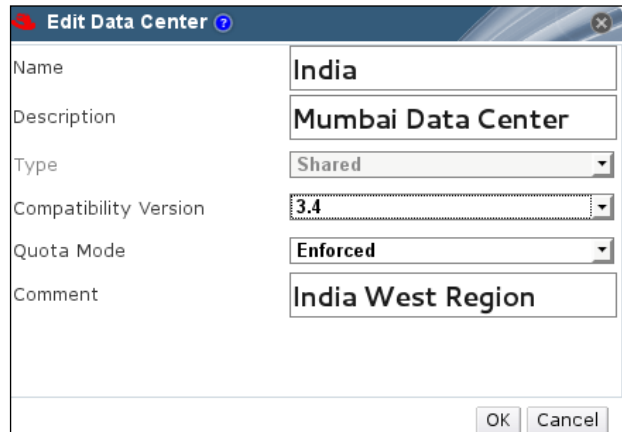 Edit Data Center ?
Name India
Description Mumbai Data Center
Type Shared
Compatibility Version 3.4
Quota Mode Enforced
Comment India West Region
OK Cancel